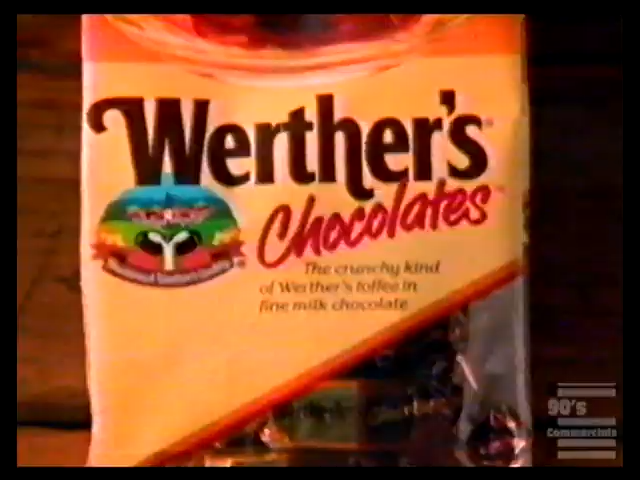 Werther's
Chocolates
The crunchy kind
of Werther's toffee in
fine milk chocolate
90's
Commercials